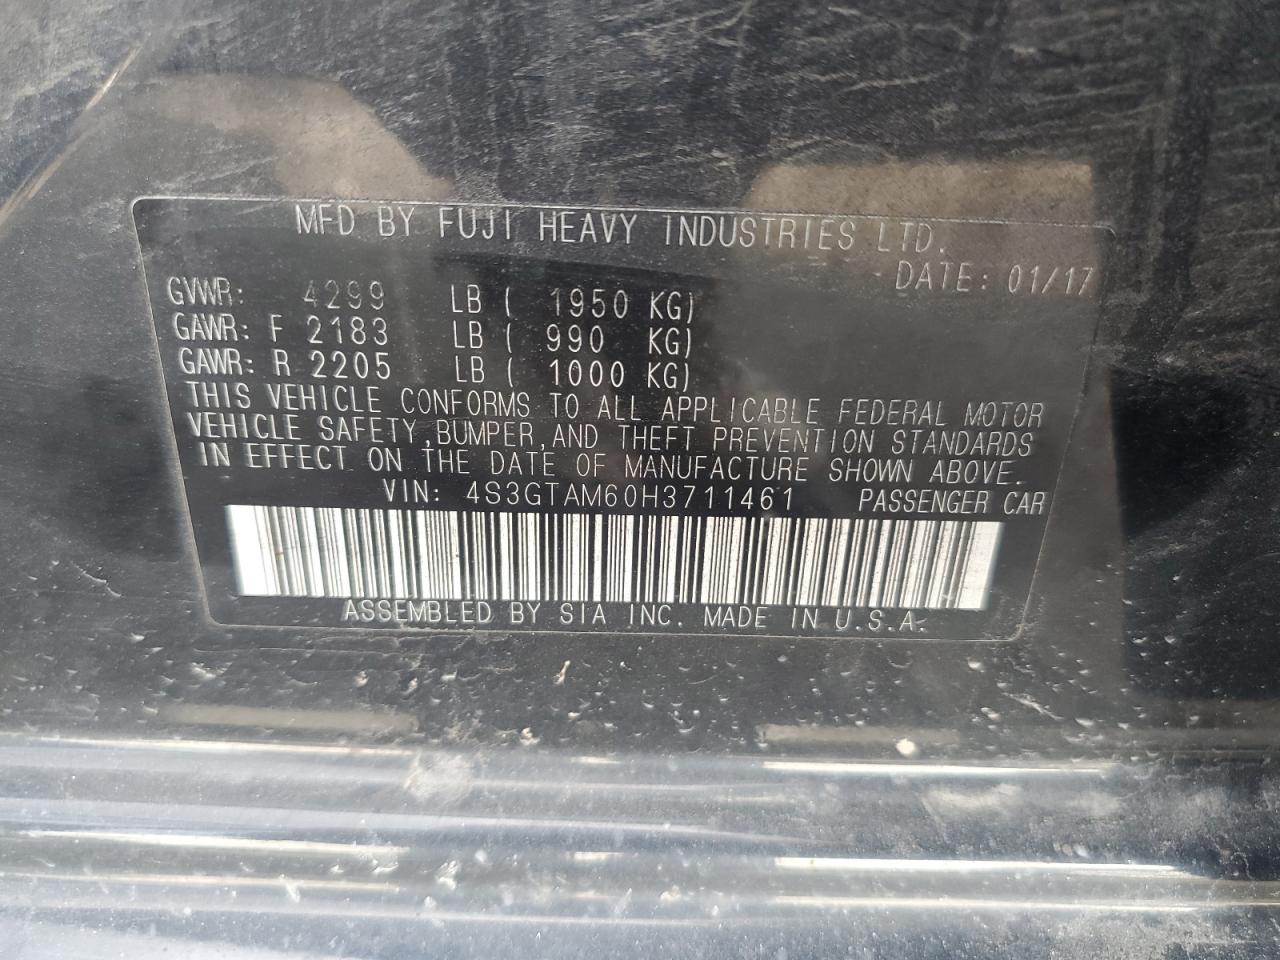 MFD BY FUJI HEAVY INDUSTRIES LTD.
DATE: 01/17
GVWR: 4299 LB ( 1950 KG)
GAWR: F 2183 LB ( 990 KG)
GAWR: R 2205 LB ( 1000 KG)
THIS VEHICLE CONFORMS TO ALL APPLICABLE FEDERAL MOTOR
VEHICLE SAFETY, BUMPER, AND THEFT PREVENTION STANDARDS
IN EFFECT ON THE DATE OF MANUFACTURE SHOWN ABOVE.
VIN: 4S3GTAM60H3711461 PASSENGER CAR
ASSEMBLED BY SIA INC. MADE IN U.S.A.